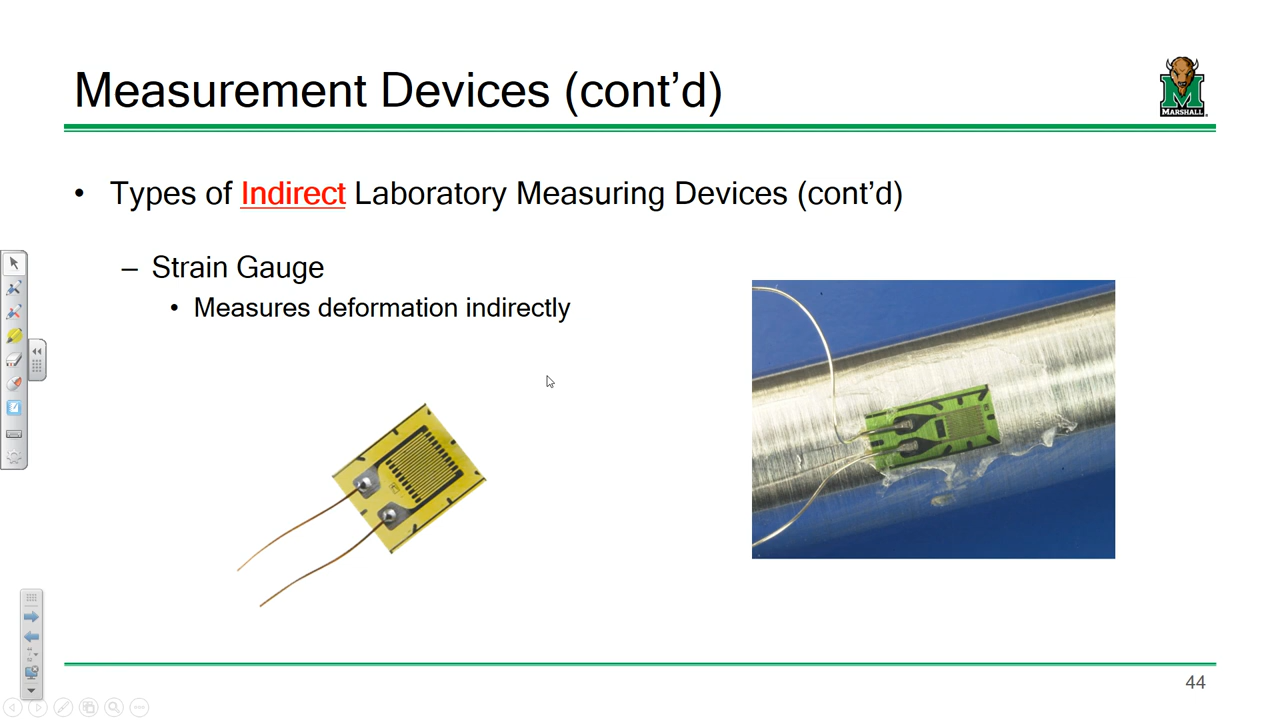 Measurement Devices (cont’d)
MARSHALL
• Types of Indirect Laboratory Measuring Devices (cont’d)
– Strain Gauge
• Measures deformation indirectly
44